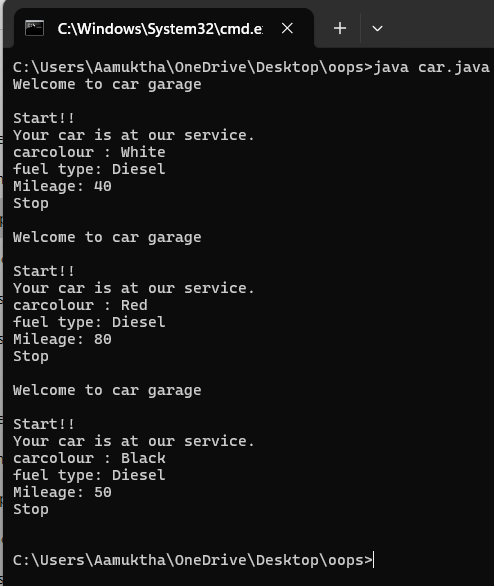 C:\Windows\System32\cmd.e
C:\Users\Aamuktha\OneDrive\Desktop\oops>java car.java
Welcome to car garage
Start!!
Your car is at our service.
carcolour : White
fuel type: Diesel
Mileage: 40
Stop
Welcome to car garage
Start!!
Your car is at our service.
carcolour : Red
fuel type: Diesel
Mileage: 80
Stop
Welcome to car garage
Start!!
Your car is at our service.
carcolour : Black
fuel type: Diesel
Mileage: 50
Stop
C:\Users\Aamuktha\OneDrive\Desktop\oops>